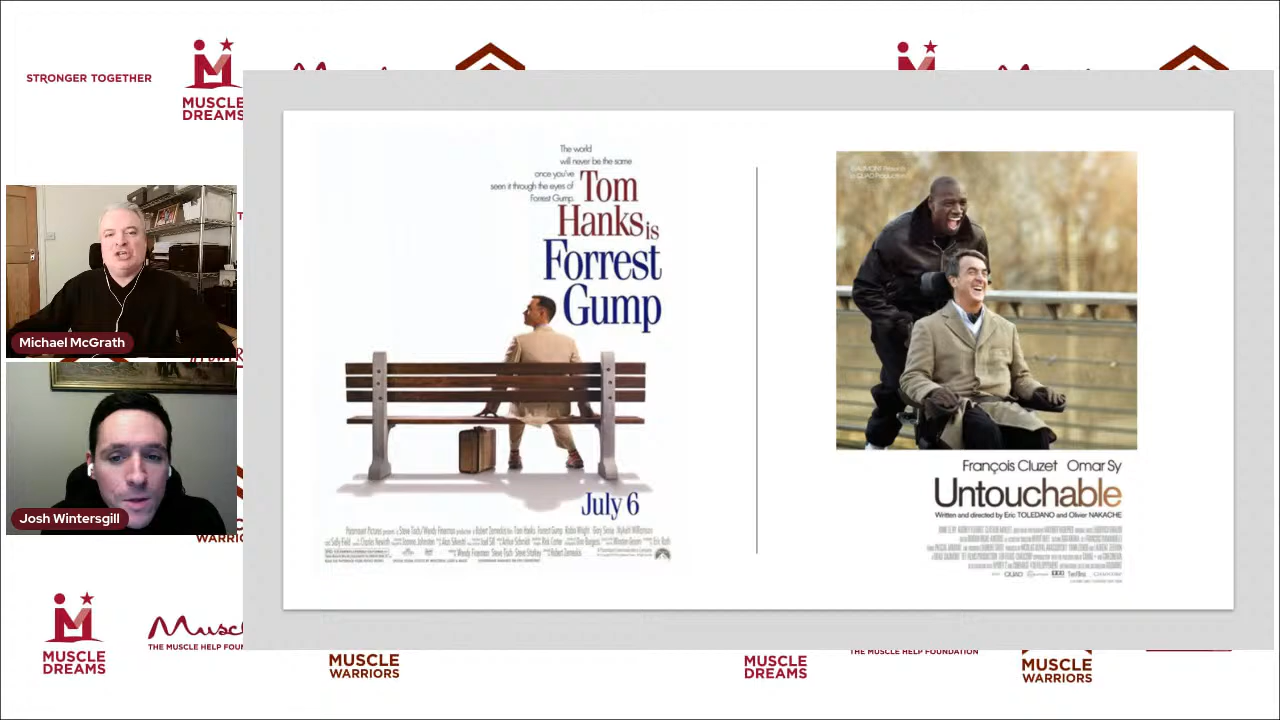 STRONGER TOGETHER
MUSCLE
DREAMS
Michael McGrath
Josh Wintersgill
The world
will never be the same
once you've
seen it through the eyes of
Forrest Gump.
Tom
Hanks is
Forrest
Gump
July 6
François Cluzet Omar Sy
Untouchable
Written and directed by Eric TOLEDANO and Olivier NAKACHE
MUSCLE
DREAMS
THE MUSCLE HELP FOUN
MUSCLE
WARRIORS
MUSCLE
DREAMS
THE MUSCLE HELP FOUNDATION
MUSCLE
WARRIORS